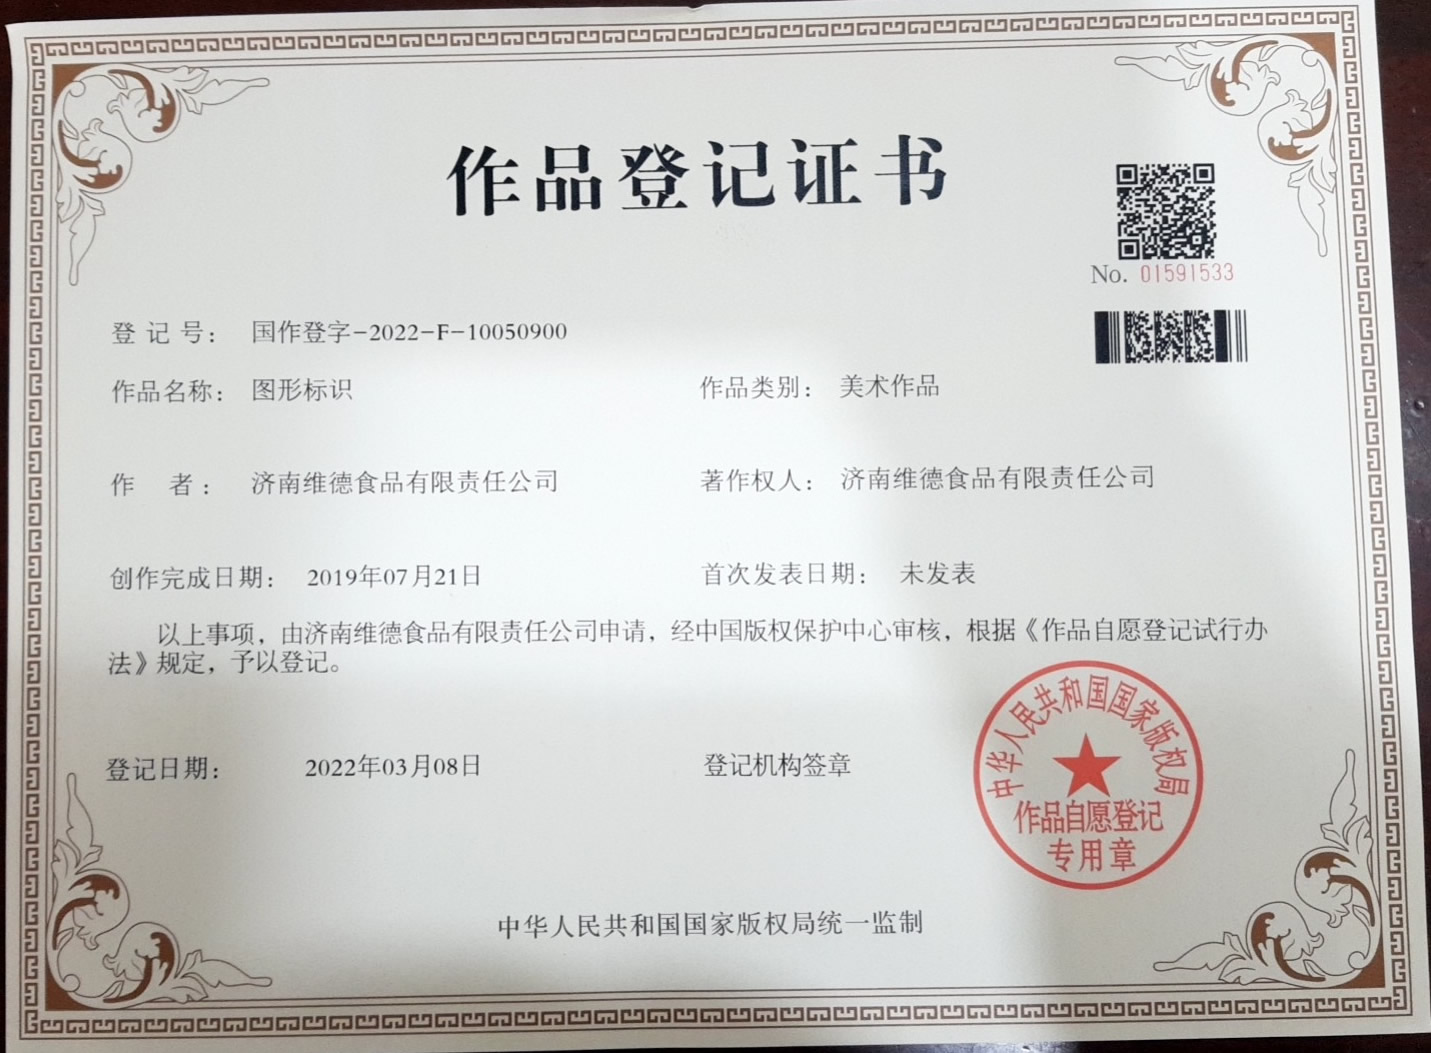 作品登记证书
No. 01591533
登 记 号： 国作登字-2022-F-10050900
作品名称： 图形标识
作品类别： 美术作品
作 者： 济南维德食品有限责任公司
著作权人： 济南维德食品有限责任公司
创作完成日期： 2019年07月21日
首次发表日期： 未发表
以上事项，由济南维德食品有限责任公司申请，经中国版权保护中心审核，根据《作品自愿登记试行办
法》规定，予以登记。
登记日期： 2022年03月08日
登记机构签章
中华人民共和国国家版权局
作品自愿登记
专用章
中华人民共和国国家版权局统一监制